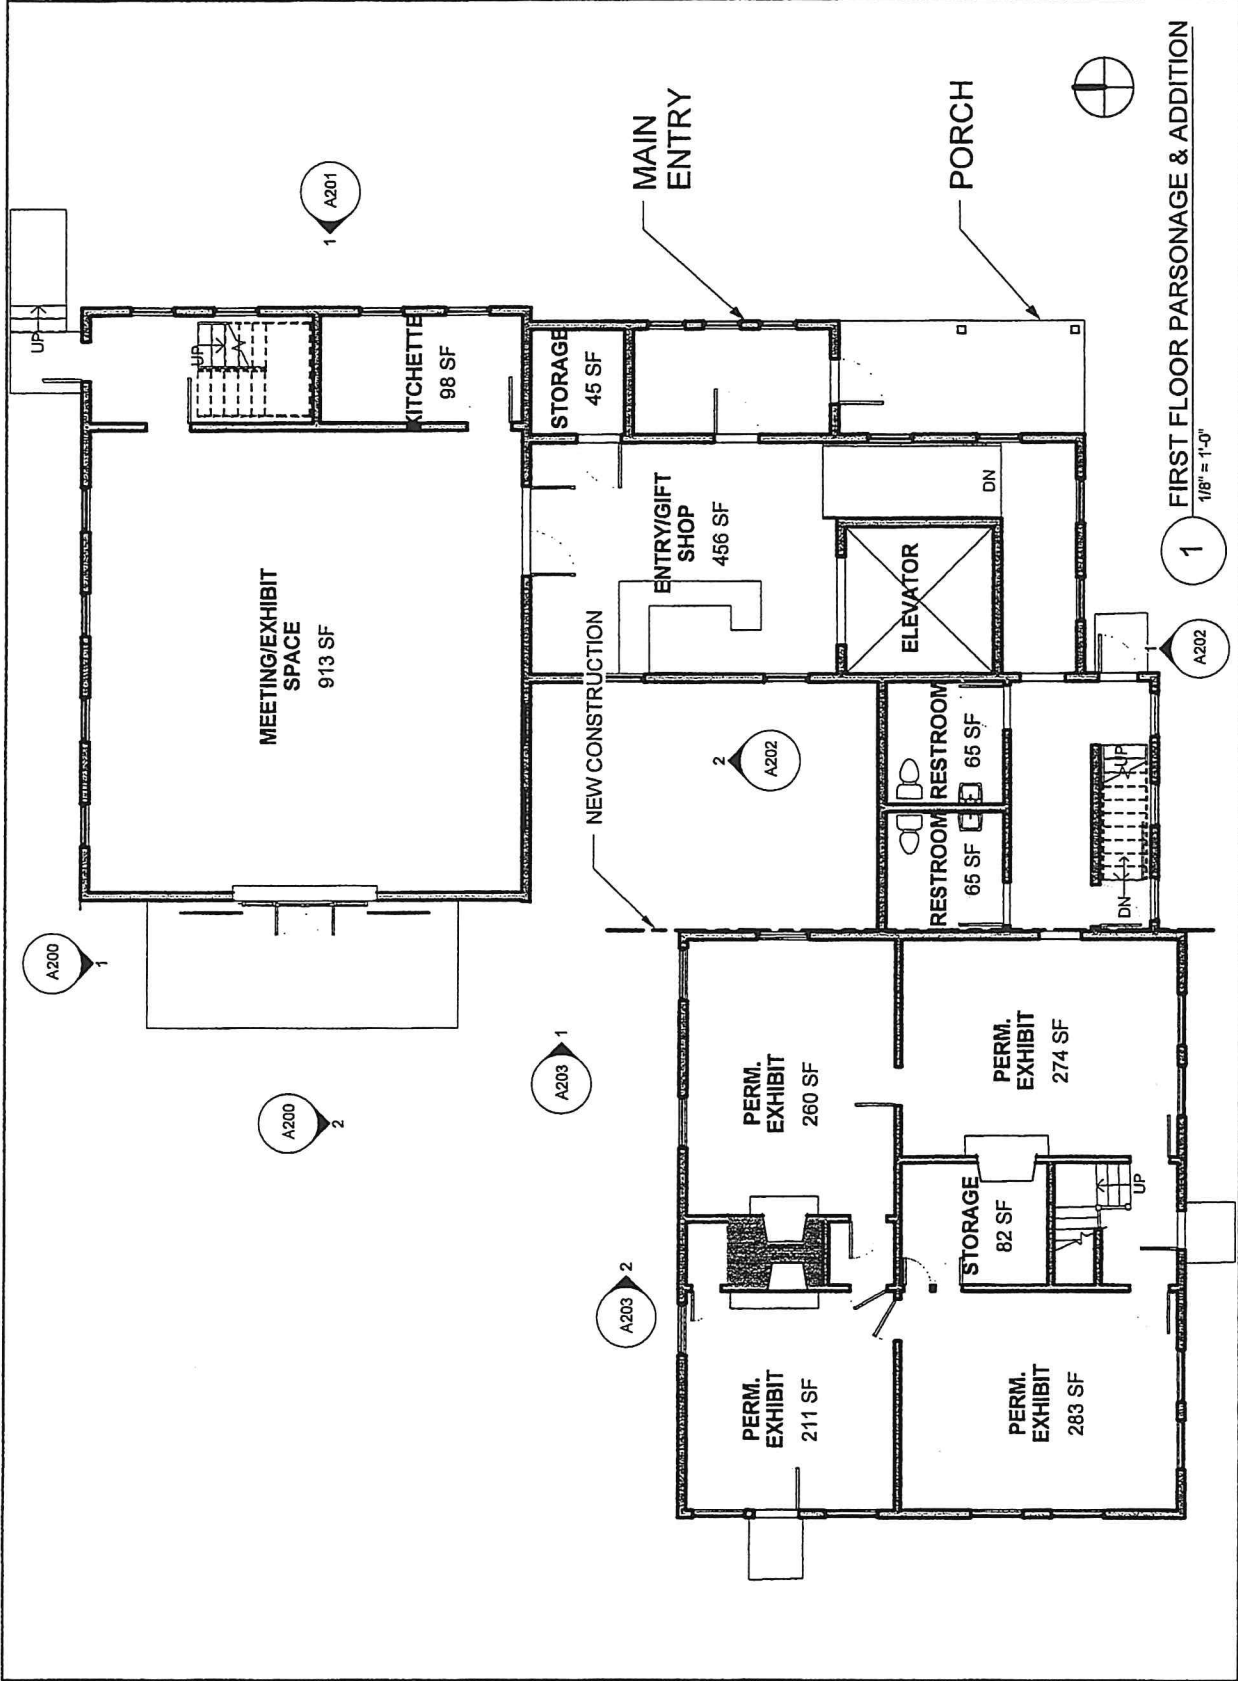 UP
A201
1
UP
KITCHETTE
98 SF
STORAGE
45 SF
MAIN
ENTRY
PORCH
MEETING/EXHIBIT
SPACE
913 SF
ENTRY/GIFT
SHOP
456 SF
DN
ELEVATOR
NEW CONSTRUCTION
A202
2
A202
1
RESTROOM
65 SF
RESTROOM
65 SF
UP
DN
A200
1
A200
2
A203
1
A203
2
PERM.
EXHIBIT
260 SF
PERM.
EXHIBIT
274 SF
STORAGE
82 SF
UP
PERM.
EXHIBIT
211 SF
PERM.
EXHIBIT
283 SF
1
FIRST FLOOR PARSONAGE & ADDITION
1/8" = 1'-0"